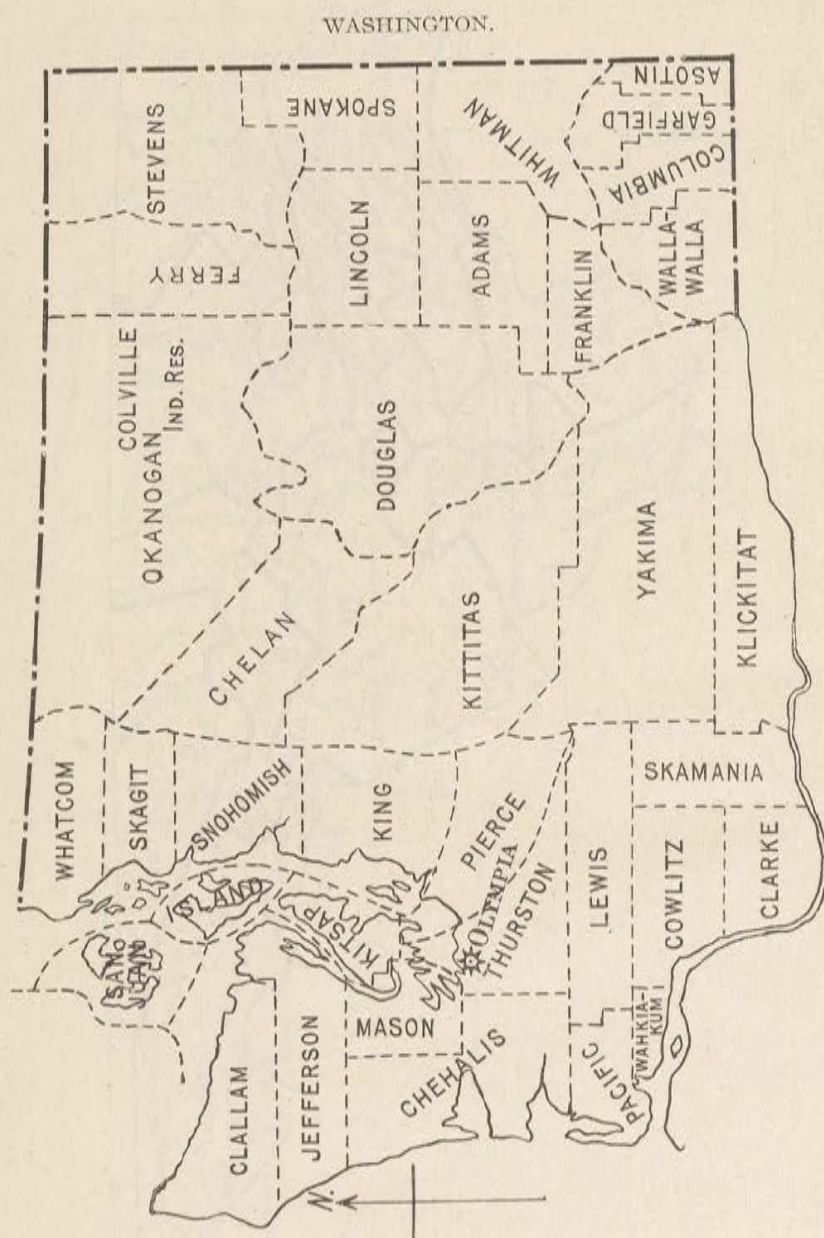 WASHINGTON.
STEVENS
FERRY
SPOKANE
LINCOLN
WHITMAN
ADAMS
FRANKLIN
ASOTIN
GARFIELD
COLUMBIA
WALLA-
WALLA
COLVILLE
IND. RES.
OKANOGAN
DOUGLAS
CHELAN
KITTITAS
YAKIMA
KLICKITAT
WHATCOM
SKAGIT
SNOHOMISH
KING
PIERCE
OLYMPIA
THURSTON
LEWIS
SKAMANIA
COWLITZ
CLARKE
SAN
JUAN
ISLAND
KITSAP
CLALLAM
JEFFERSON
MASON
CHEHALIS
PACIFIC
WAHKIA-
KUM
N.